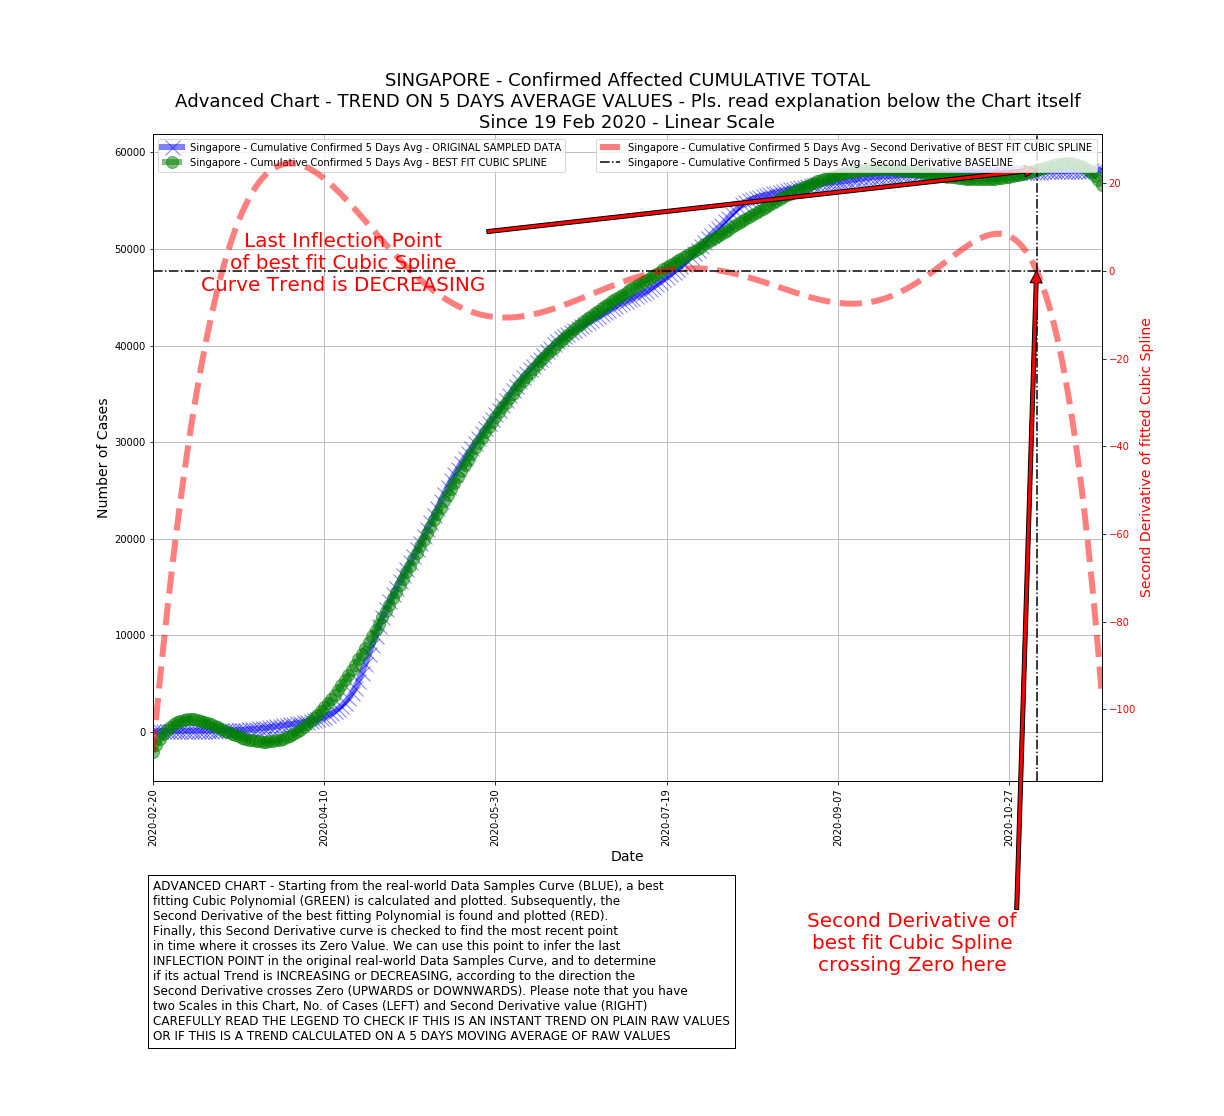 SINGAPORE - Confirmed Affected CUMULATIVE TOTAL
Advanced Chart - TREND ON 5 DAYS AVERAGE VALUES - Pls. read explanation below the Chart itself
Since 19 Feb 2020 - Linear Scale
Singapore - Cumulative Confirmed 5 Days Avg - ORIGINAL SAMPLED DATA
Singapore - Cumulative Confirmed 5 Days Avg - BEST FIT CUBIC SPLINE
Singapore - Cumulative Confirmed 5 Days Avg - Second Derivative of BEST FIT CUBIC SPLINE
Singapore - Cumulative Confirmed 5 Days Avg - Second Derivative BASELINE
60000
50000
40000
30000
20000
10000
0
Number of Cases
Last Inflection Point
of best fit Cubic Spline
Curve Trend is DECREASING
20
0
−20
−40
−60
−80
−100
Second Derivative of fitted Cubic Spline
2020-02-20
2020-04-10
2020-05-30
2020-07-19
2020-09-07
2020-10-27
Date
Second Derivative of
best fit Cubic Spline
crossing Zero here
ADVANCED CHART - Starting from the real-world Data Samples Curve (BLUE), a best
fitting Cubic Polynomial (GREEN) is calculated and plotted. Subsequently, the
Second Derivative of the best fitting Polynomial is found and plotted (RED).
Finally, this Second Derivative curve is checked to find the most recent point
in time where it crosses its Zero Value. We can use this point to infer the last
INFLECTION POINT in the original real-world Data Samples Curve, and to determine
if its actual Trend is INCREASING or DECREASING, according to the direction the
Second Derivative crosses Zero (UPWARDS or DOWNWARDS). Please note that you have
two Scales in this Chart, No. of Cases (LEFT) and Second Derivative value (RIGHT)
CAREFULLY READ THE LEGEND TO CHECK IF THIS IS AN INSTANT TREND ON PLAIN RAW VALUES
OR IF THIS IS A TREND CALCULATED ON A 5 DAYS MOVING AVERAGE OF RAW VALUES